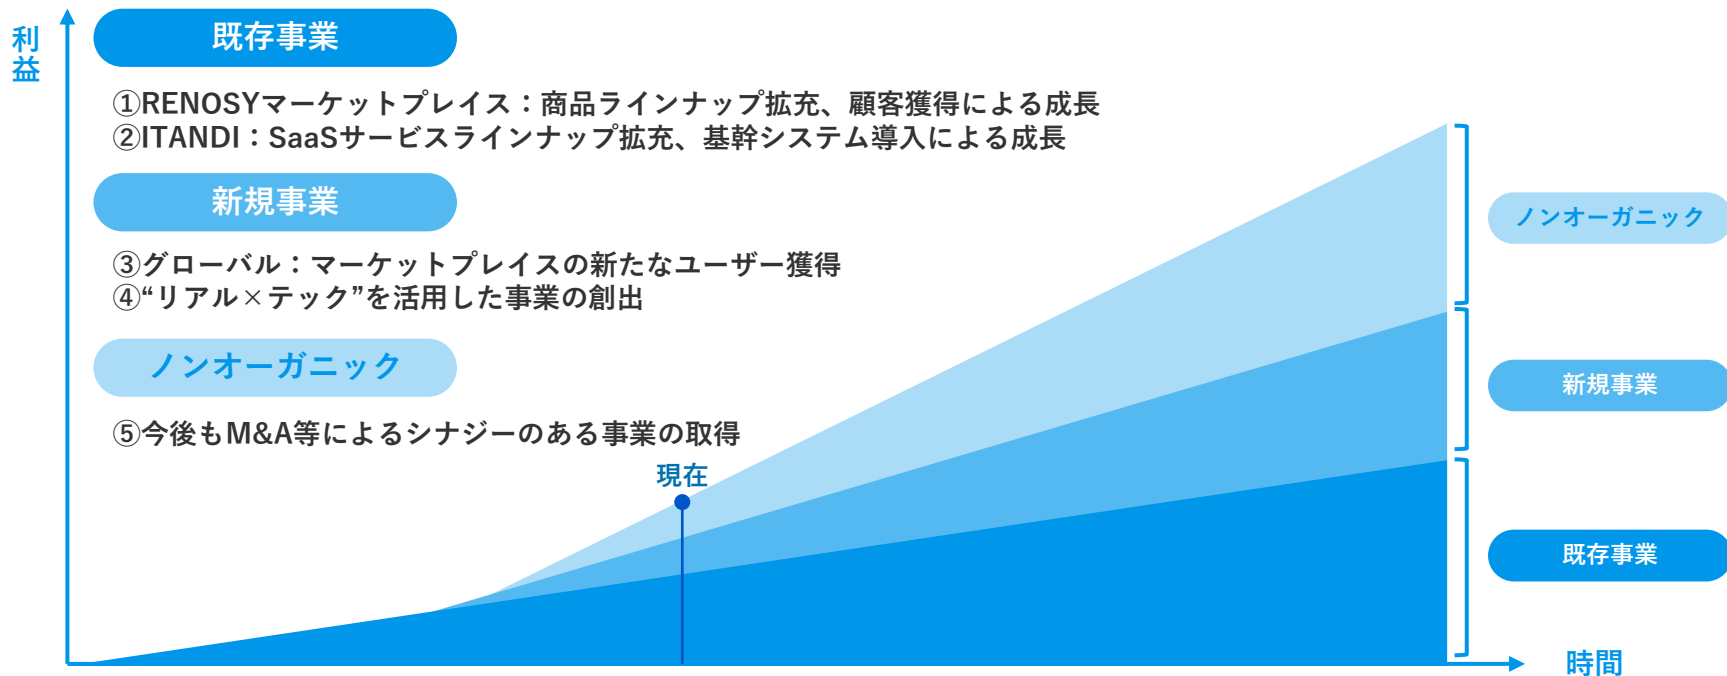 利益
既存事業
①RENOSYマーケットプレイス：商品ラインナップ拡充、顧客獲得による成長
②ITANDI：SaaSサービスラインナップ拡充、基幹システム導入による成長
新規事業
③グローバル：マーケットプレイスの新たなユーザー獲得
④“リアル×テック”を活用した事業の創出
ノンオーガニック
⑤今後もM&A等によるシナジーのある事業の取得
現在
ノンオーガニック
新規事業
既存事業
時間